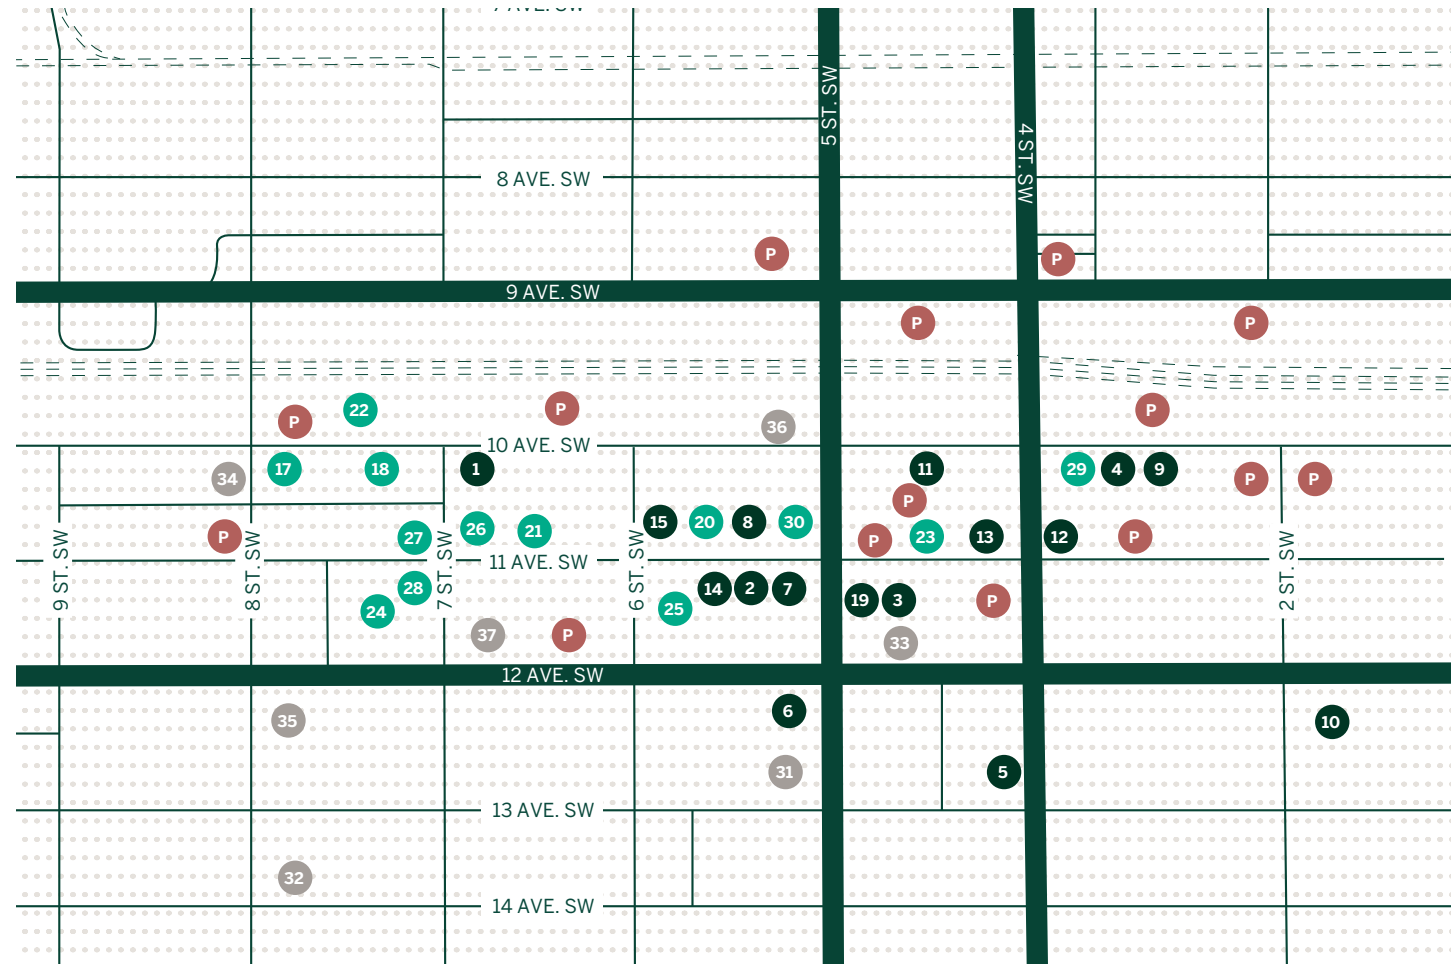 7 AVE. SW
5 ST. SW
4 ST. SW
8 AVE. SW
P
P
9 AVE. SW
P
P
22
P
P
36
P
10 AVE. SW
34
17
18
1
11
29
4
9
P
P
P
15
20
8
30
P
27
26
21
P
23
13
12
P
11 AVE. SW
9 ST. SW
8 ST. SW
7 ST. SW
6 ST. SW
2 ST. SW
28
24
25
14
2
7
19
3
P
37
P
33
12 AVE. SW
35
6
10
31
5
13 AVE. SW
32
14 AVE. SW